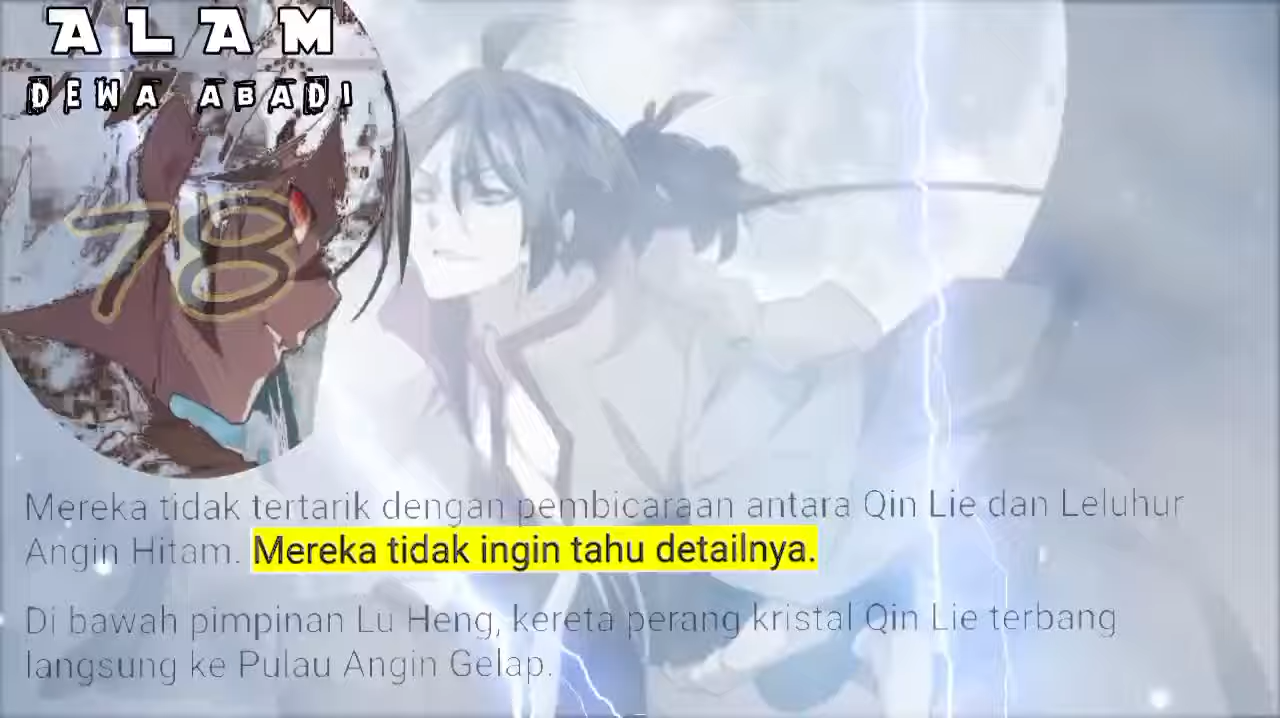 ALAM
DEWA ABADI
78
Mereka tidak tertarik dengan pembicaraan antara Qin Lie dan Leluhur
Angin Hitam. Mereka tidak ingin tahu detailnya.
Di bawah pimpinan Lu Heng, kereta perang kristal Qin Lie terbang
langsung ke Pulau Angin Gelap.